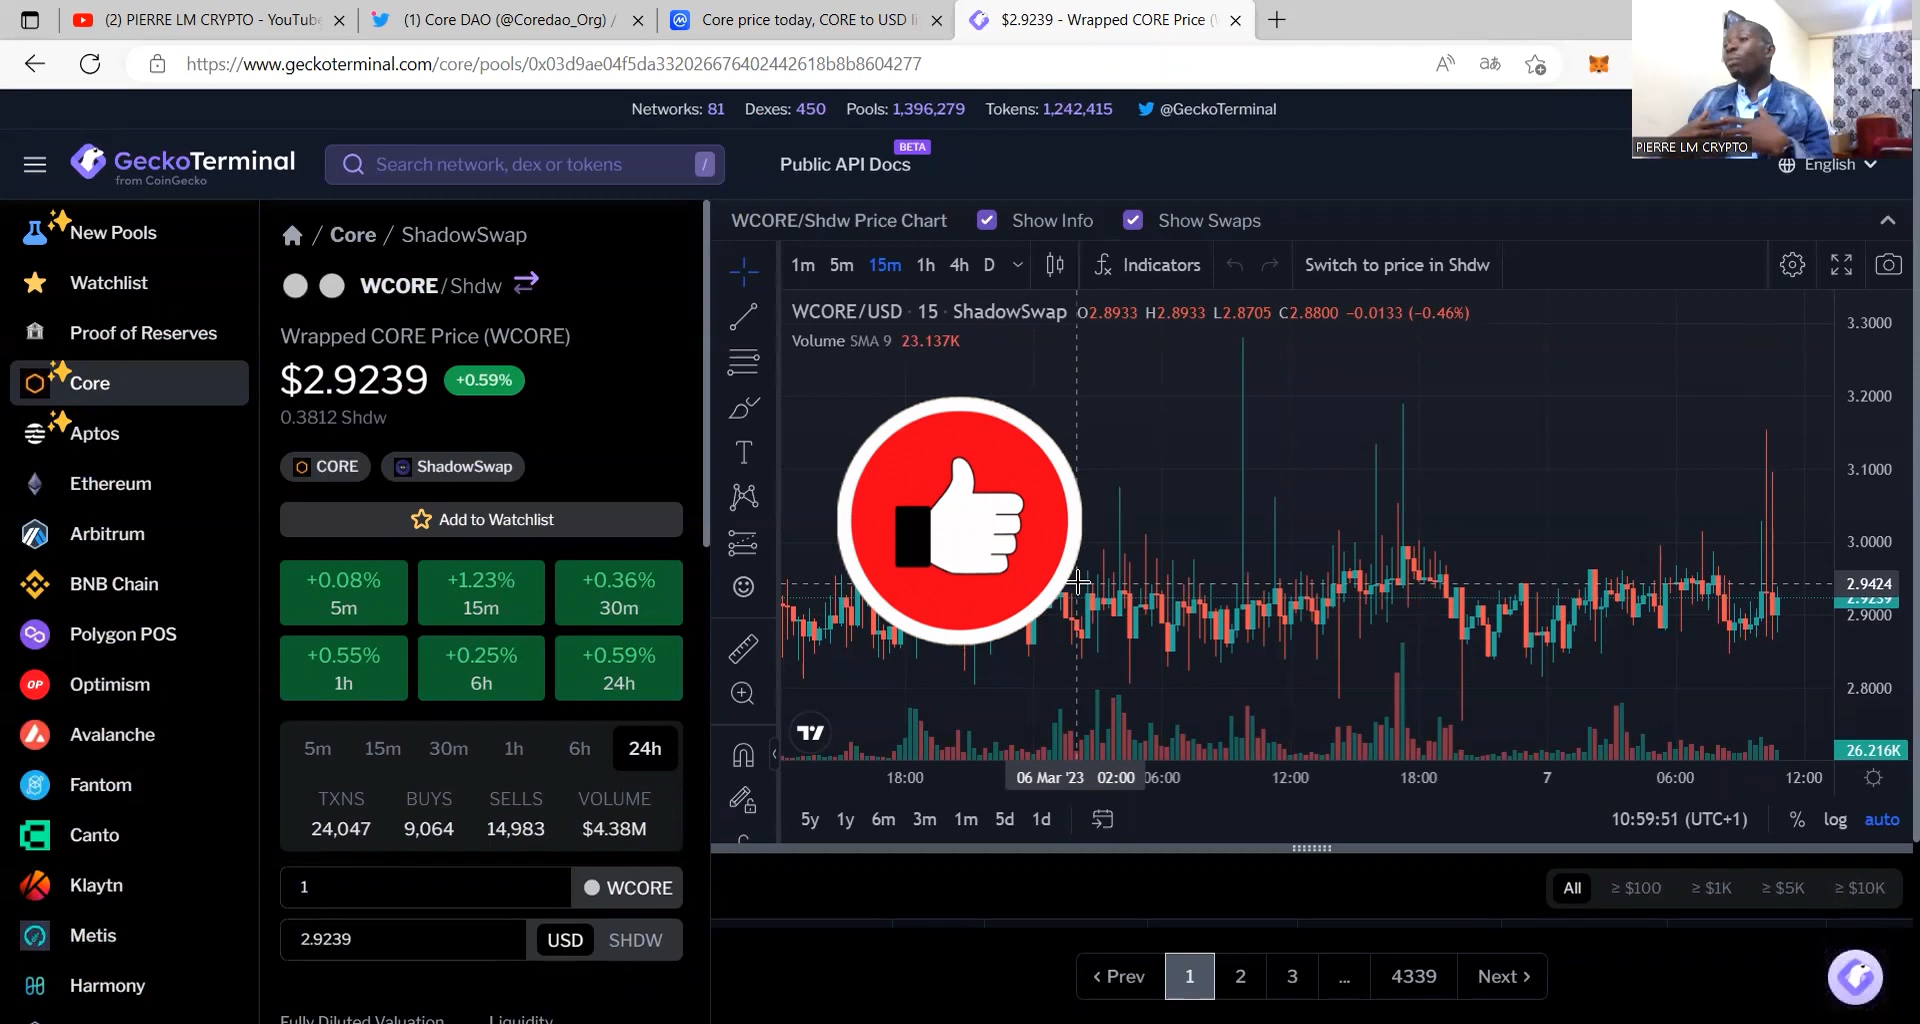 (2) PIERRE LM CRYPTO - YouTube
(1) Core DAO (@Coredao_Org) /
Core price today, CORE to USD li
$2.9239 - Wrapped CORE Price (
https://www.geckoterminal.com/core/pools/0x03d9ae04f5da332026676402442618b8b8604277
Networks: 81 Dexes: 450 Pools: 1,396,279 Tokens: 1,242,415 @GeckoTerminal
GeckoTerminal
from CoinGecko
Search network, dex or tokens /
Public API Docs
BETA
English
PIERRE LM CRYPTO
New Pools
Watchlist
Proof of Reserves
Core
Aptos
Ethereum
Arbitrum
BNB Chain
Polygon POS
OP Optimism
Avalanche
Fantom
Canto
Klaytn
Metis
Harmony
/ Core / ShadowSwap
WCORE/Shdw
Wrapped CORE Price (WCORE)
$2.9239 +0.59%
0.3812 Shdw
CORE ShadowSwap
Add to Watchlist
+0.08% +1.23% +0.36%
5m 15m 30m
+0.55% +0.25% +0.59%
1h 6h 24h
5m 15m 30m 1h 6h 24h
TXNS BUYS SELLS VOLUME
24,047 9,064 14,983 $4.38M
1 WCORE
2.9239 USD SHDW
Fully Diluted Valuation Liquidity
WCORE/Shdw Price Chart Show Info Show Swaps
1m 5m 15m 1h 4h D Indicators Switch to price in Shdw
WCORE/USD · 15 · ShadowSwap O2.8933 H2.8933 L2.8705 C2.8800 −0.0133 (−0.46%)
Volume SMA 9 23.137K
3.3000
3.2000
3.1000
3.0000
2.9424
2.9239
2.9000
2.8000
26.216K
18:00 06 Mar '23 02:00 06:00 12:00 18:00 7 06:00 12:00
5y 1y 6m 3m 1m 5d 1d 10:59:51 (UTC+1) % log auto
All ≥ $100 ≥ $1K ≥ $5K ≥ $10K
‹ Prev 1 2 3 ... 4339 Next ›